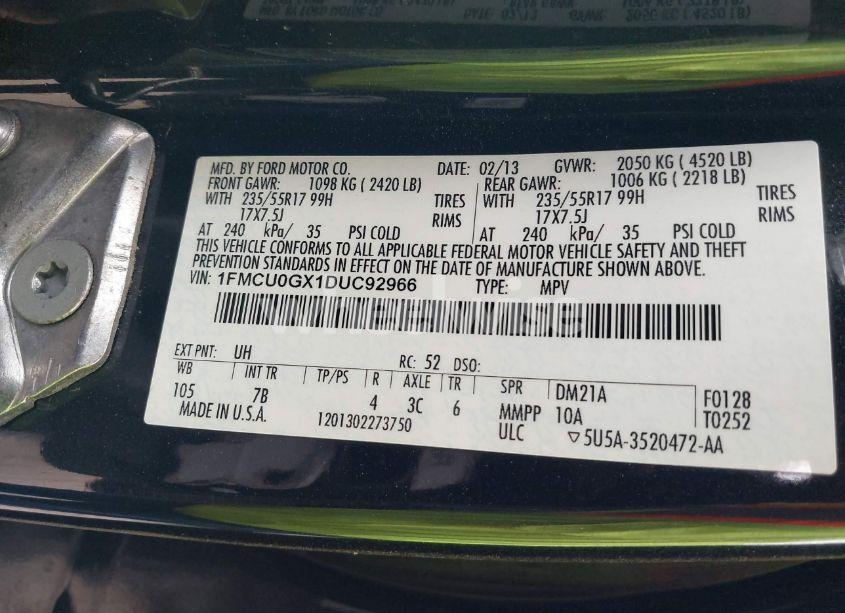 MFD. BY FORD MOTOR CO. DATE: 02/13 GVWR: 2050 KG ( 4520 LB)
FRONT GAWR: 1098 KG ( 2420 LB) REAR GAWR: 1006 KG ( 2218 LB)
WITH 235/55R17 99H TIRES WITH 235/55R17 99H TIRES
17X7.5J RIMS 17X7.5J RIMS
AT 240 kPa/ 35 PSI COLD AT 240 kPa/ 35 PSI COLD
THIS VEHICLE CONFORMS TO ALL APPLICABLE FEDERAL MOTOR VEHICLE SAFETY AND THEFT
PREVENTION STANDARDS IN EFFECT ON THE DATE OF MANUFACTURE SHOWN ABOVE.
VIN: 1FMCU0GX1DUC92966 TYPE: MPV
EXT PNT: UH RC: 52 DSO:
WB INT TR TP/PS R AXLE TR SPR DM21A F0128
105 7B 4 3C 6 MMPP 10A T0252
MADE IN U.S.A. 1201302273750 ULC ▽5U5A-3520472-AA